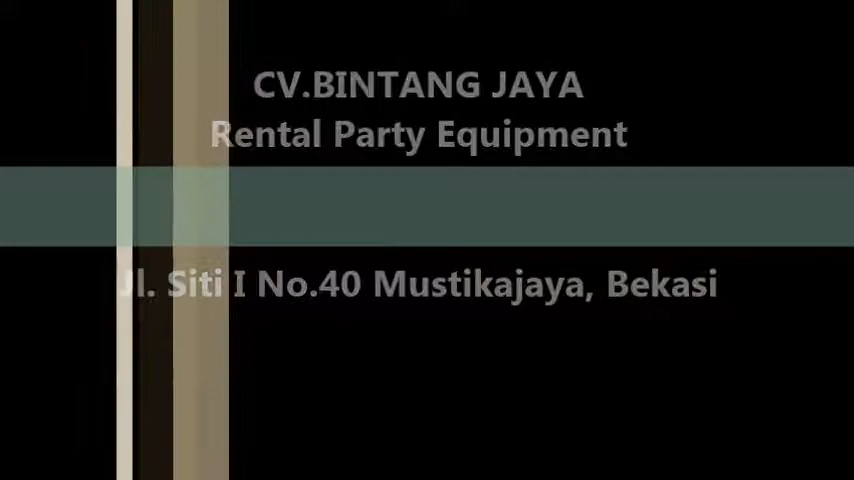 CV.BINTANG JAYA
Rental Party Equipment
Jl. Siti I No.40 Mustikajaya, Bekasi